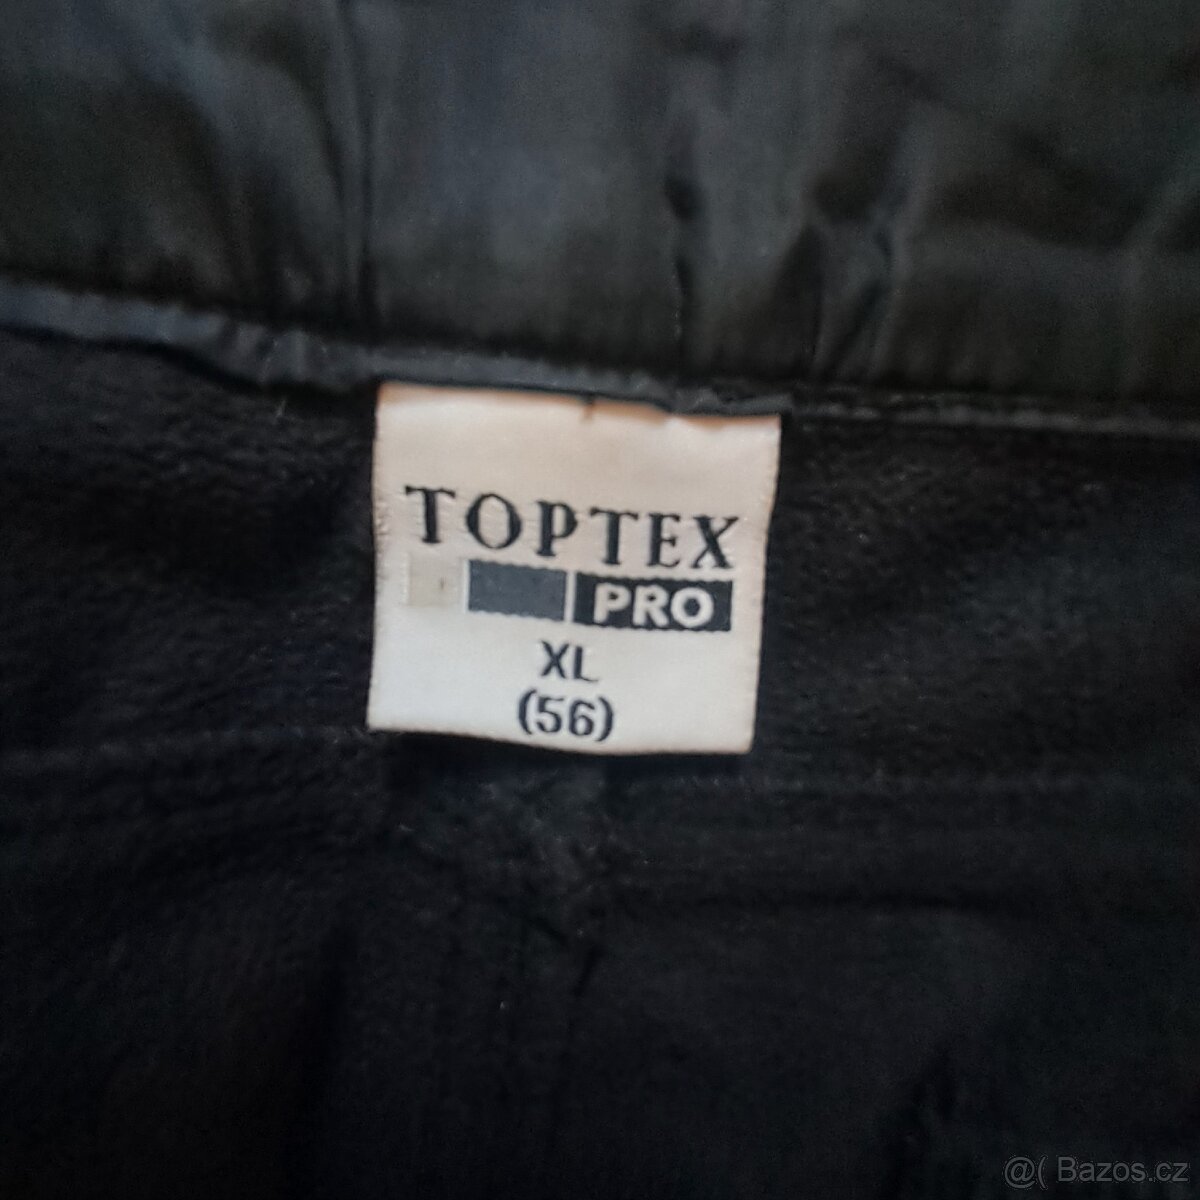 TOPTEX
PRO
XL
(56)
@( Bazos.cz